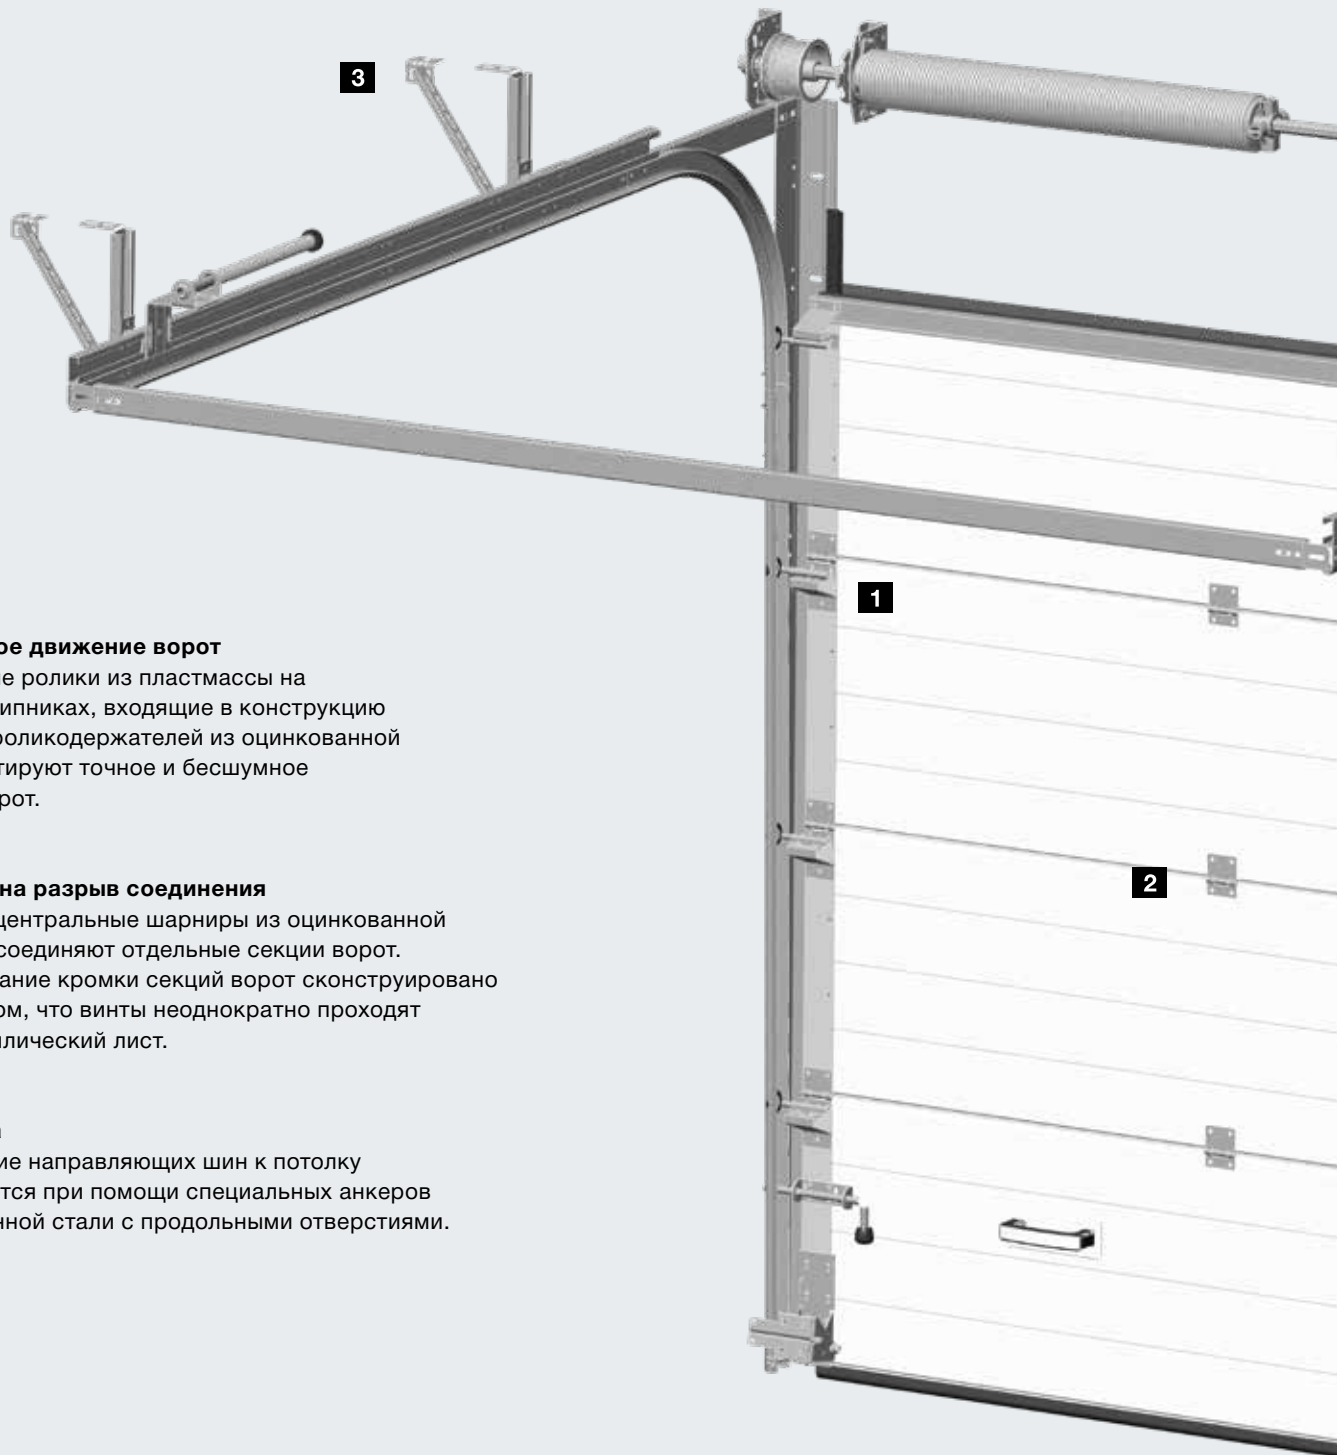 3
1
2
ое движение ворот
е ролики из пластмассы на
ипниках, входящие в конструкцию
роликодержателей из оцинкованной
тируют точное и бесшумное
рот.
на разрыв соединения
центральные шарниры из оцинкованной
соединяют отдельные секции ворот.
ание кромки секций ворот сконструировано
ом, что винты неоднократно проходят
ллический лист.
ие направляющих шин к потолку
тся при помощи специальных анкеров
нной стали с продольными отверстиями.